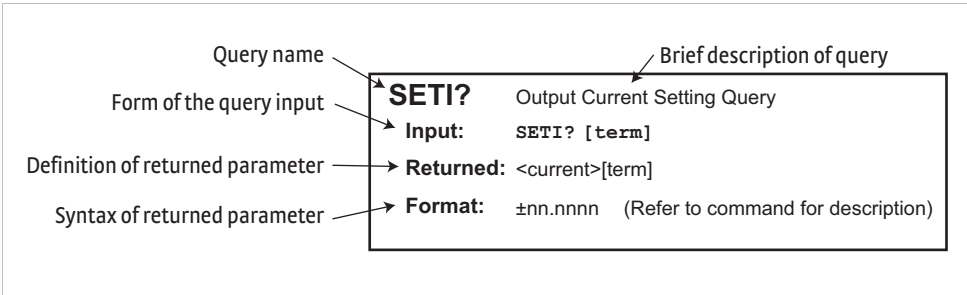 Query name
Brief description of query
SETI? Output Current Setting Query
Form of the query input
Input: SETI? [term]
Definition of returned parameter
Returned: <current>[term]
Syntax of returned parameter
Format: ±nn.nnnn (Refer to command for description)